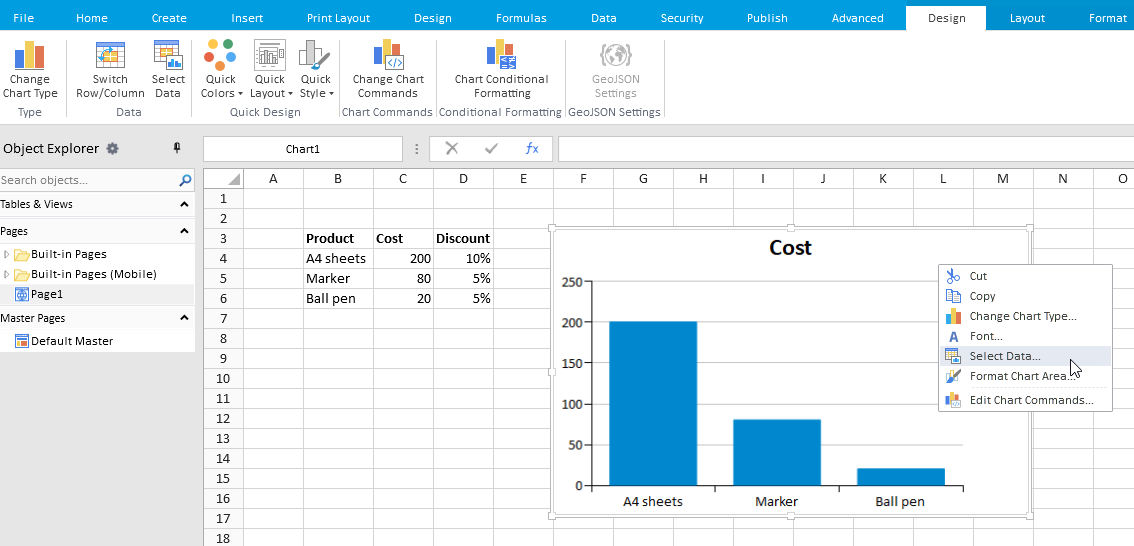 File Home Create Insert Print Layout Design Formulas Data Security Publish Advanced Design Layout Format
Change Chart Type
Switch Row/Column
Select Data
Quick Colors
Quick Layout
Quick Style
Change Chart Commands
Chart Conditional Formatting
GeoJSON Settings
Type Data Quick Design Chart Commands Conditional Formatting GeoJSON Settings
Object Explorer
Chart1
fx
Search objects...
Tables & Views
Pages
Built-in Pages
Built-in Pages (Mobile)
Page1
Master Pages
Default Master
A B C D E F G H I J K L M N O
1
2
3 Product Cost Discount
4 A4 sheets 200 10%
5 Marker 80 5%
6 Ball pen 20 5%
7
8
9
10
11
12
13
14
15
16
17
18
Cost
250
200
150
100
50
0
A4 sheets Marker Ball pen
Cut
Copy
Change Chart Type...
Font...
Select Data...
Format Chart Area...
Edit Chart Commands...